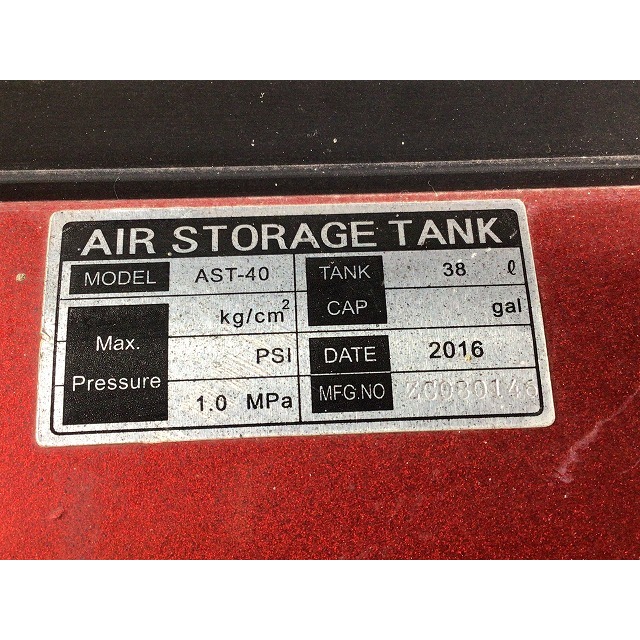 AIR STORAGE TANK
MODEL AST-40 TANK 38 ℓ
CAP gal
kg/cm²
Max. Pressure
PSI DATE 2016
1.0 MPa MFG.NO ZC080146